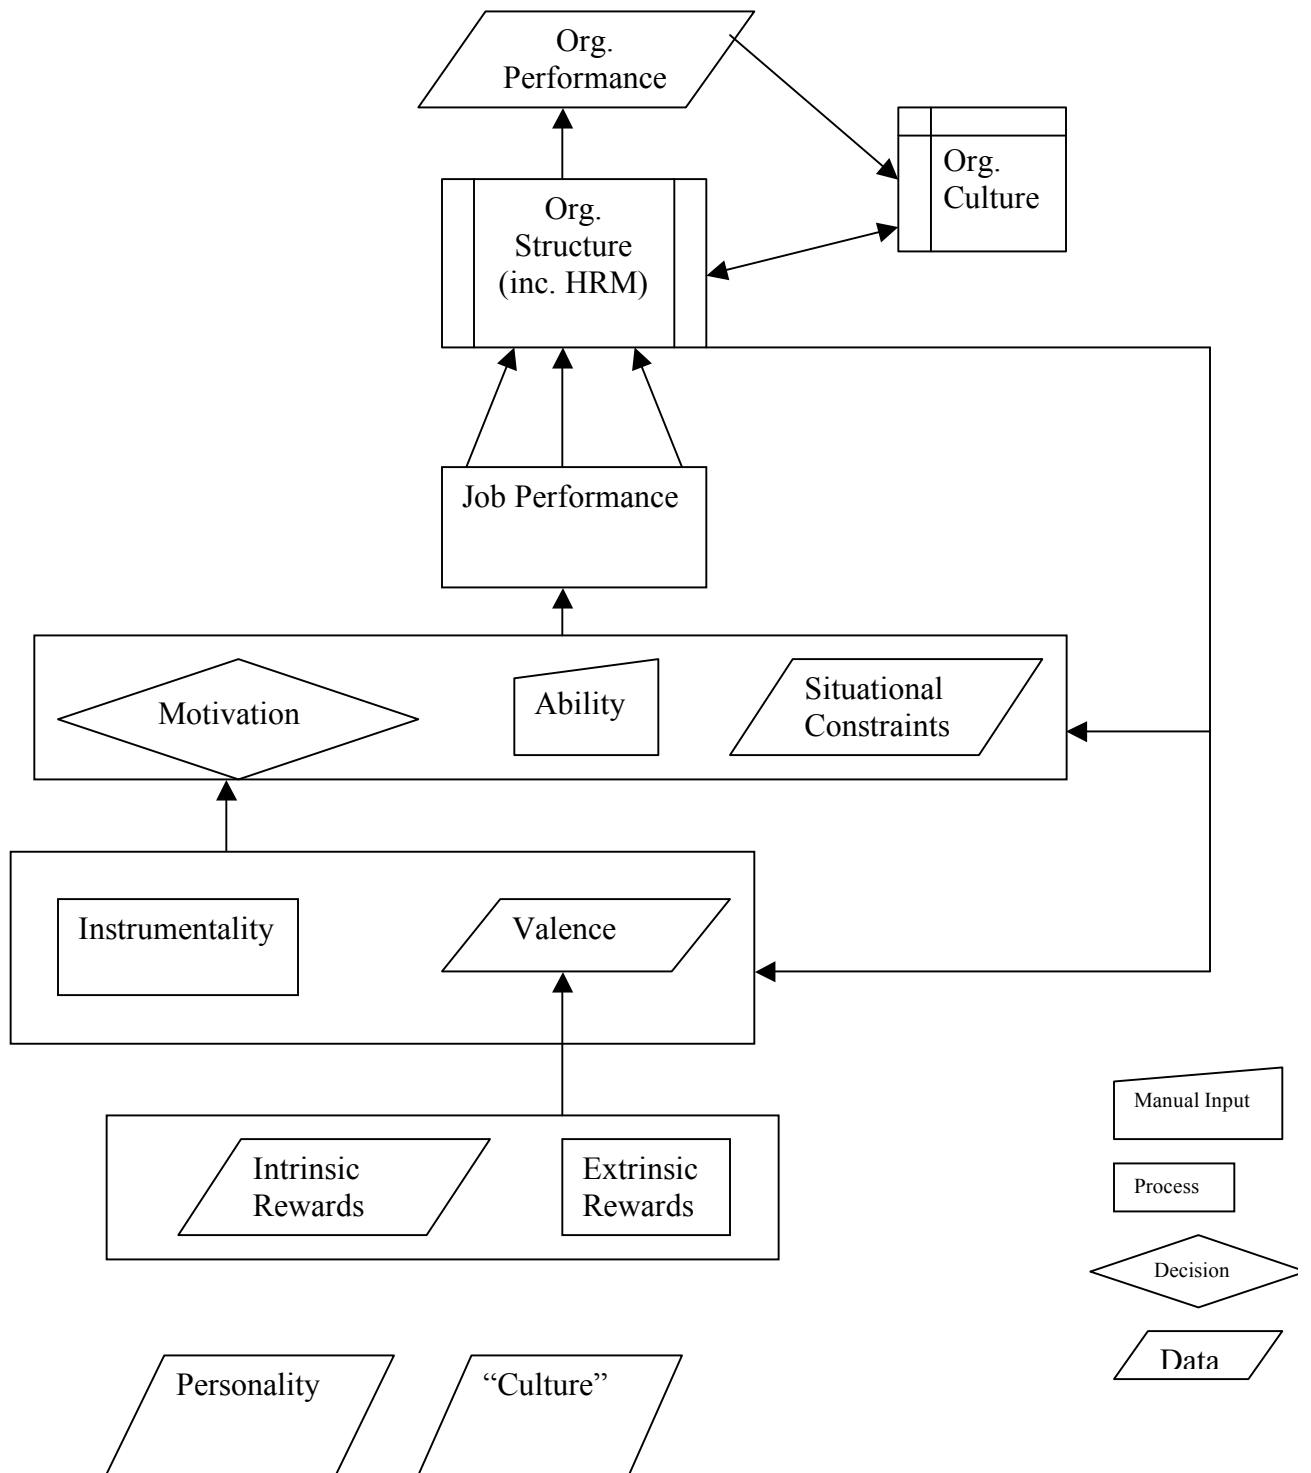 Org.
Performance
Org.
Culture
Org.
Structure
(inc. HRM)
Job Performance
Motivation
Ability
Situational
Constraints
Instrumentality
Valence
Intrinsic
Rewards
Extrinsic
Rewards
Manual Input
Process
Decision
Data
Personality
“Culture”